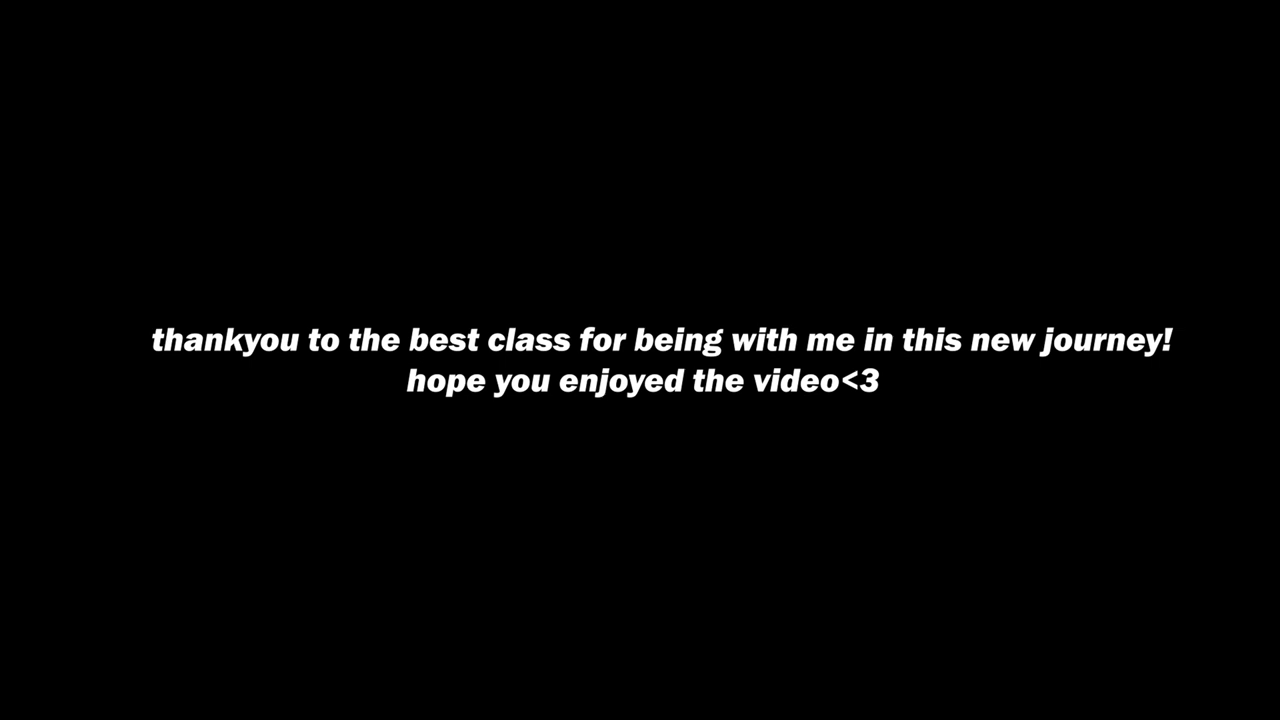 thankyou to the best class for being with me in this new journey!
hope you enjoyed the video<3